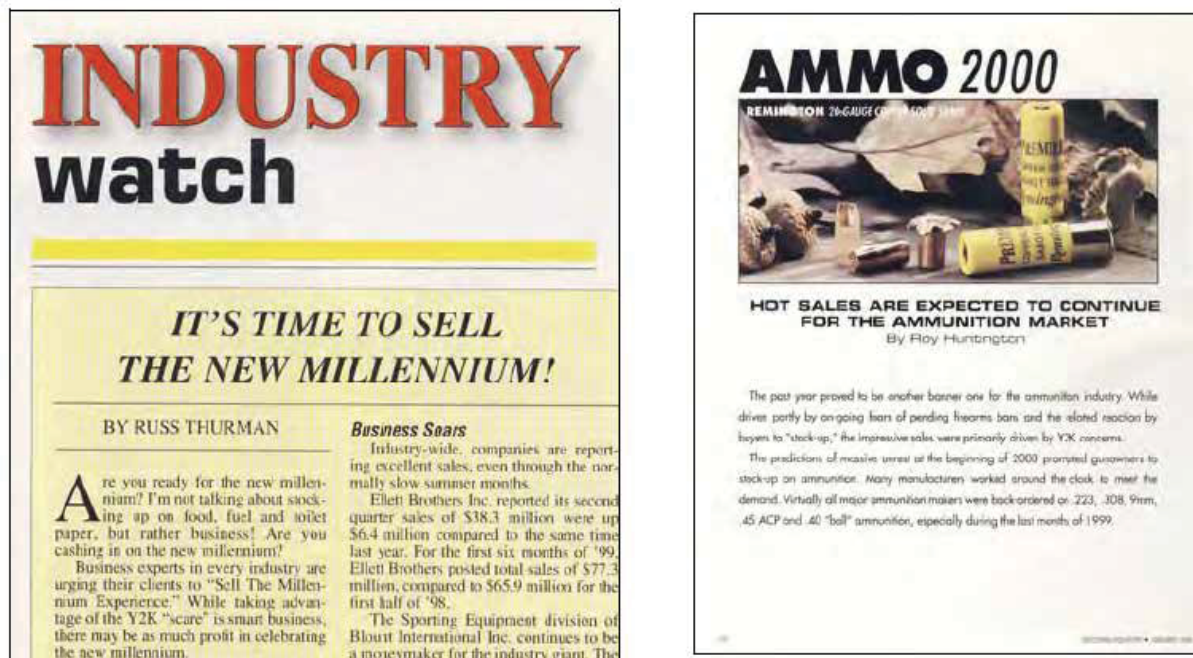 INDUSTRY
watch
IT'S TIME TO SELL
THE NEW MILLENNIUM!
BY RUSS THURMAN
Are you ready for the new millen-
nium? I'm not talking about stock-
ing up on food, fuel and toilet
paper, but rather business! Are you
cashing in on the new millennium?
Business experts in every industry are
urging their clients to "Sell The Millen-
nium Experience." While taking advan-
tage of the Y2K "scare" is smart business,
there may be as much profit in celebrating
the new millennium.
Business Soars
Industry-wide, companies are report-
ing excellent sales, even through the nor-
mally slow summer months.
Ellett Brothers Inc. reported its second
quarter sales of $38.3 million were up
$6.4 million compared to the same time
last year. For the first six months of '99,
Ellett Brothers posted total sales of $77.3
million, compared to $65.9 million for the
first half of '98.
The Sporting Equipment division of
Blount International Inc. continues to be
a moneymaker for the industry giant. The
AMMO 2000
REMINGTON 20-GAUGE
HOT SALES ARE EXPECTED TO CONTINUE
FOR THE AMMUNITION MARKET
By Roy Huntington
The past year proved to be another banner one for the ammunition industry. While
driven partly by on-going fears of pending firearms bans and the related reaction by
buyers to "stock-up," the impressive sales were primarily driven by Y2K concerns.
The predictions of massive unrest at the beginning of 2000 prompted gunowners to
stock-up on ammunition. Many manufacturers worked around the clock to meet the
demand. Virtually all major ammunition makers were back-ordered on .223, .308, 9mm,
.45 ACP and .40 "ball" ammunition, especially during the last months of 1999.